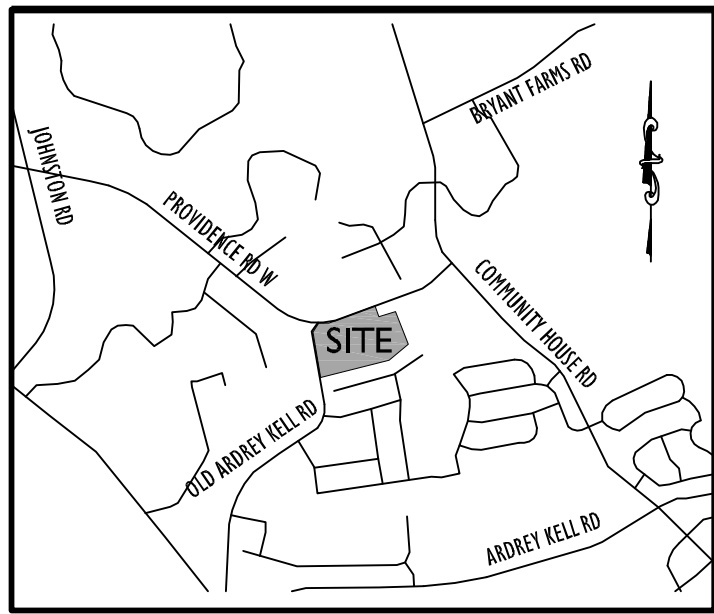 BRYANT FARMS RD
JOHNSTON RD
PROVIDENCE RD W
COMMUNITY HOUSE RD
SITE
OLD ARDREY KELL RD
ARDREY KELL RD